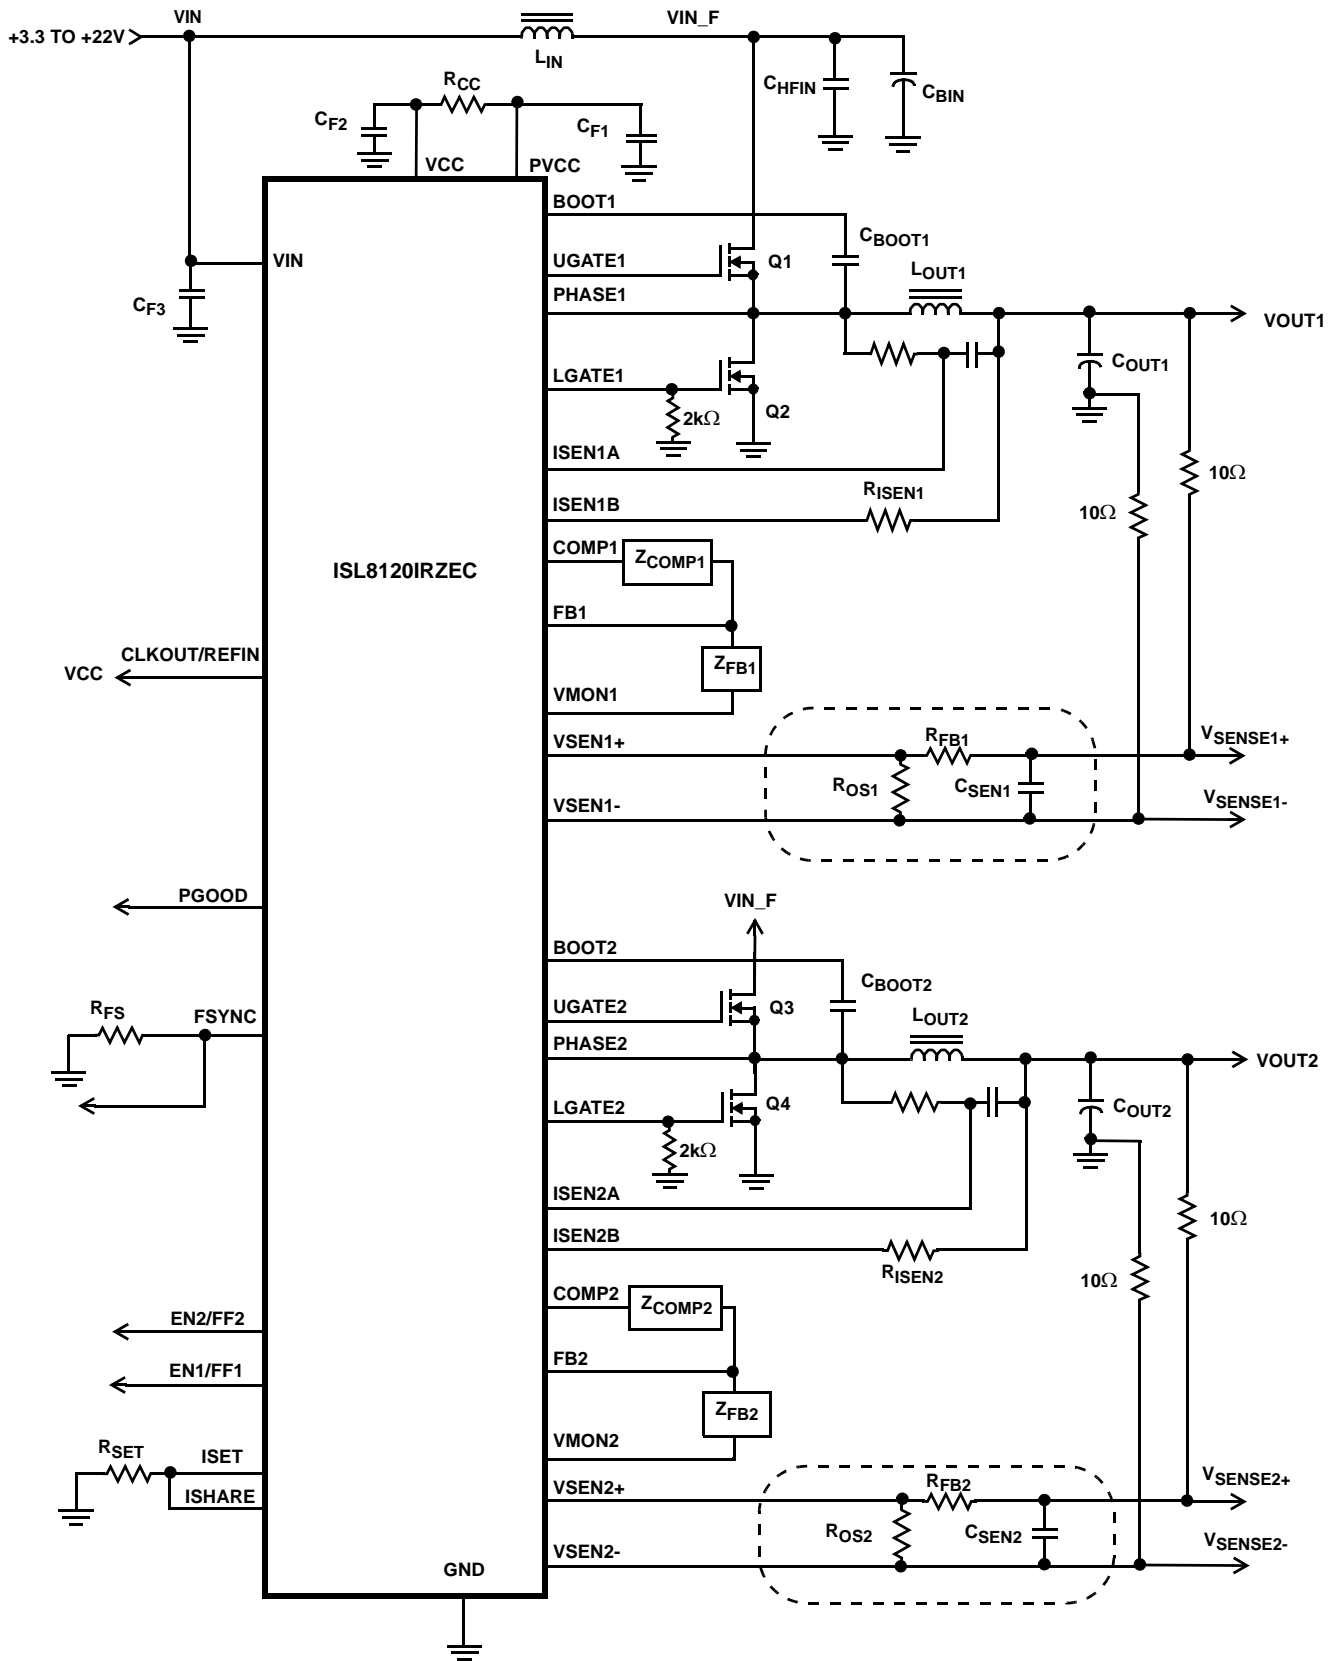 VIN
VIN_F
+3.3 TO +22V
LIN
RCC
CHFIN
CBIN
CF2
CF1
VCC
PVCC
BOOT1
CBOOT1
VIN
UGATE1
Q1
LOUT1
PHASE1
CF3
VOUT1
COUT1
LGATE1
Q2
2kΩ
ISEN1A
10Ω
RISEN1
ISEN1B
10Ω
COMP1
ZCOMP1
ISL8120IRZEC
FB1
CLKOUT/REFIN
VCC
ZFB1
VMON1
VSEN1+
RFB1
VSENSE1+
ROS1
CSEN1
VSEN1-
VSENSE1-
PGOOD
VIN_F
BOOT2
CBOOT2
RFS
FSYNC
UGATE2
Q3
LOUT2
PHASE2
VOUT2
LGATE2
Q4
COUT2
2kΩ
ISEN2A
10Ω
ISEN2B
RISEN2
10Ω
COMP2
ZCOMP2
EN2/FF2
FB2
EN1/FF1
ZFB2
VMON2
RSET
ISET
VSEN2+
RFB2
VSENSE2+
ISHARE
ROS2
CSEN2
VSEN2-
VSENSE2-
GND